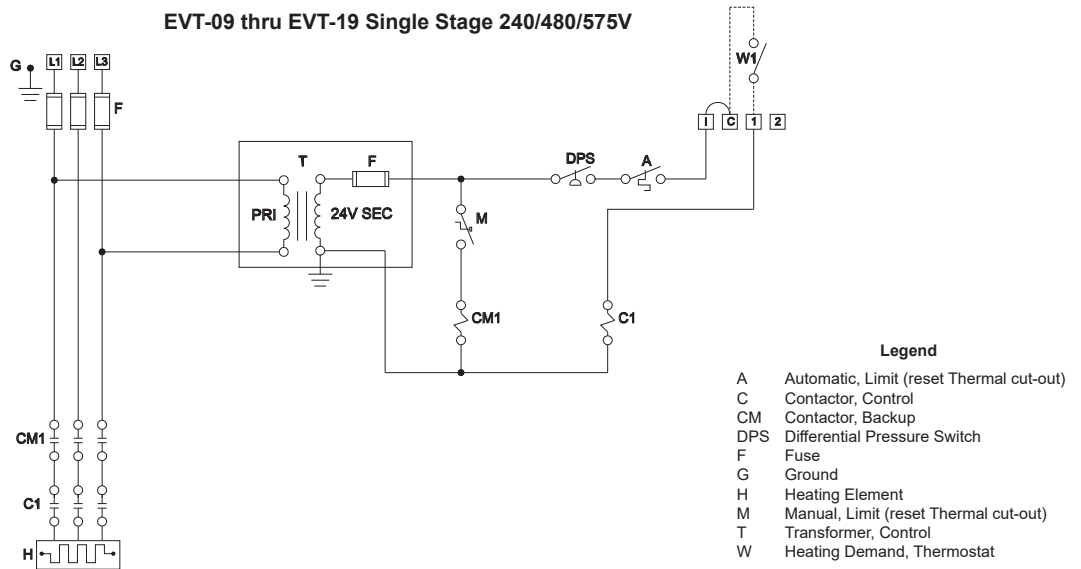 EVT-09 thru EVT-19 Single Stage 240/480/575V
G
L1 L2 L3
F
W1
I C 1 2
T
F
DPS
A
PRI
24V SEC
M
CM1
C1
CM1
C1
H
Legend
A Automatic, Limit (reset Thermal cut-out)
C Contactor, Control
CM Contactor, Backup
DPS Differential Pressure Switch
F Fuse
G Ground
H Heating Element
M Manual, Limit (reset Thermal cut-out)
T Transformer, Control
W Heating Demand, Thermostat